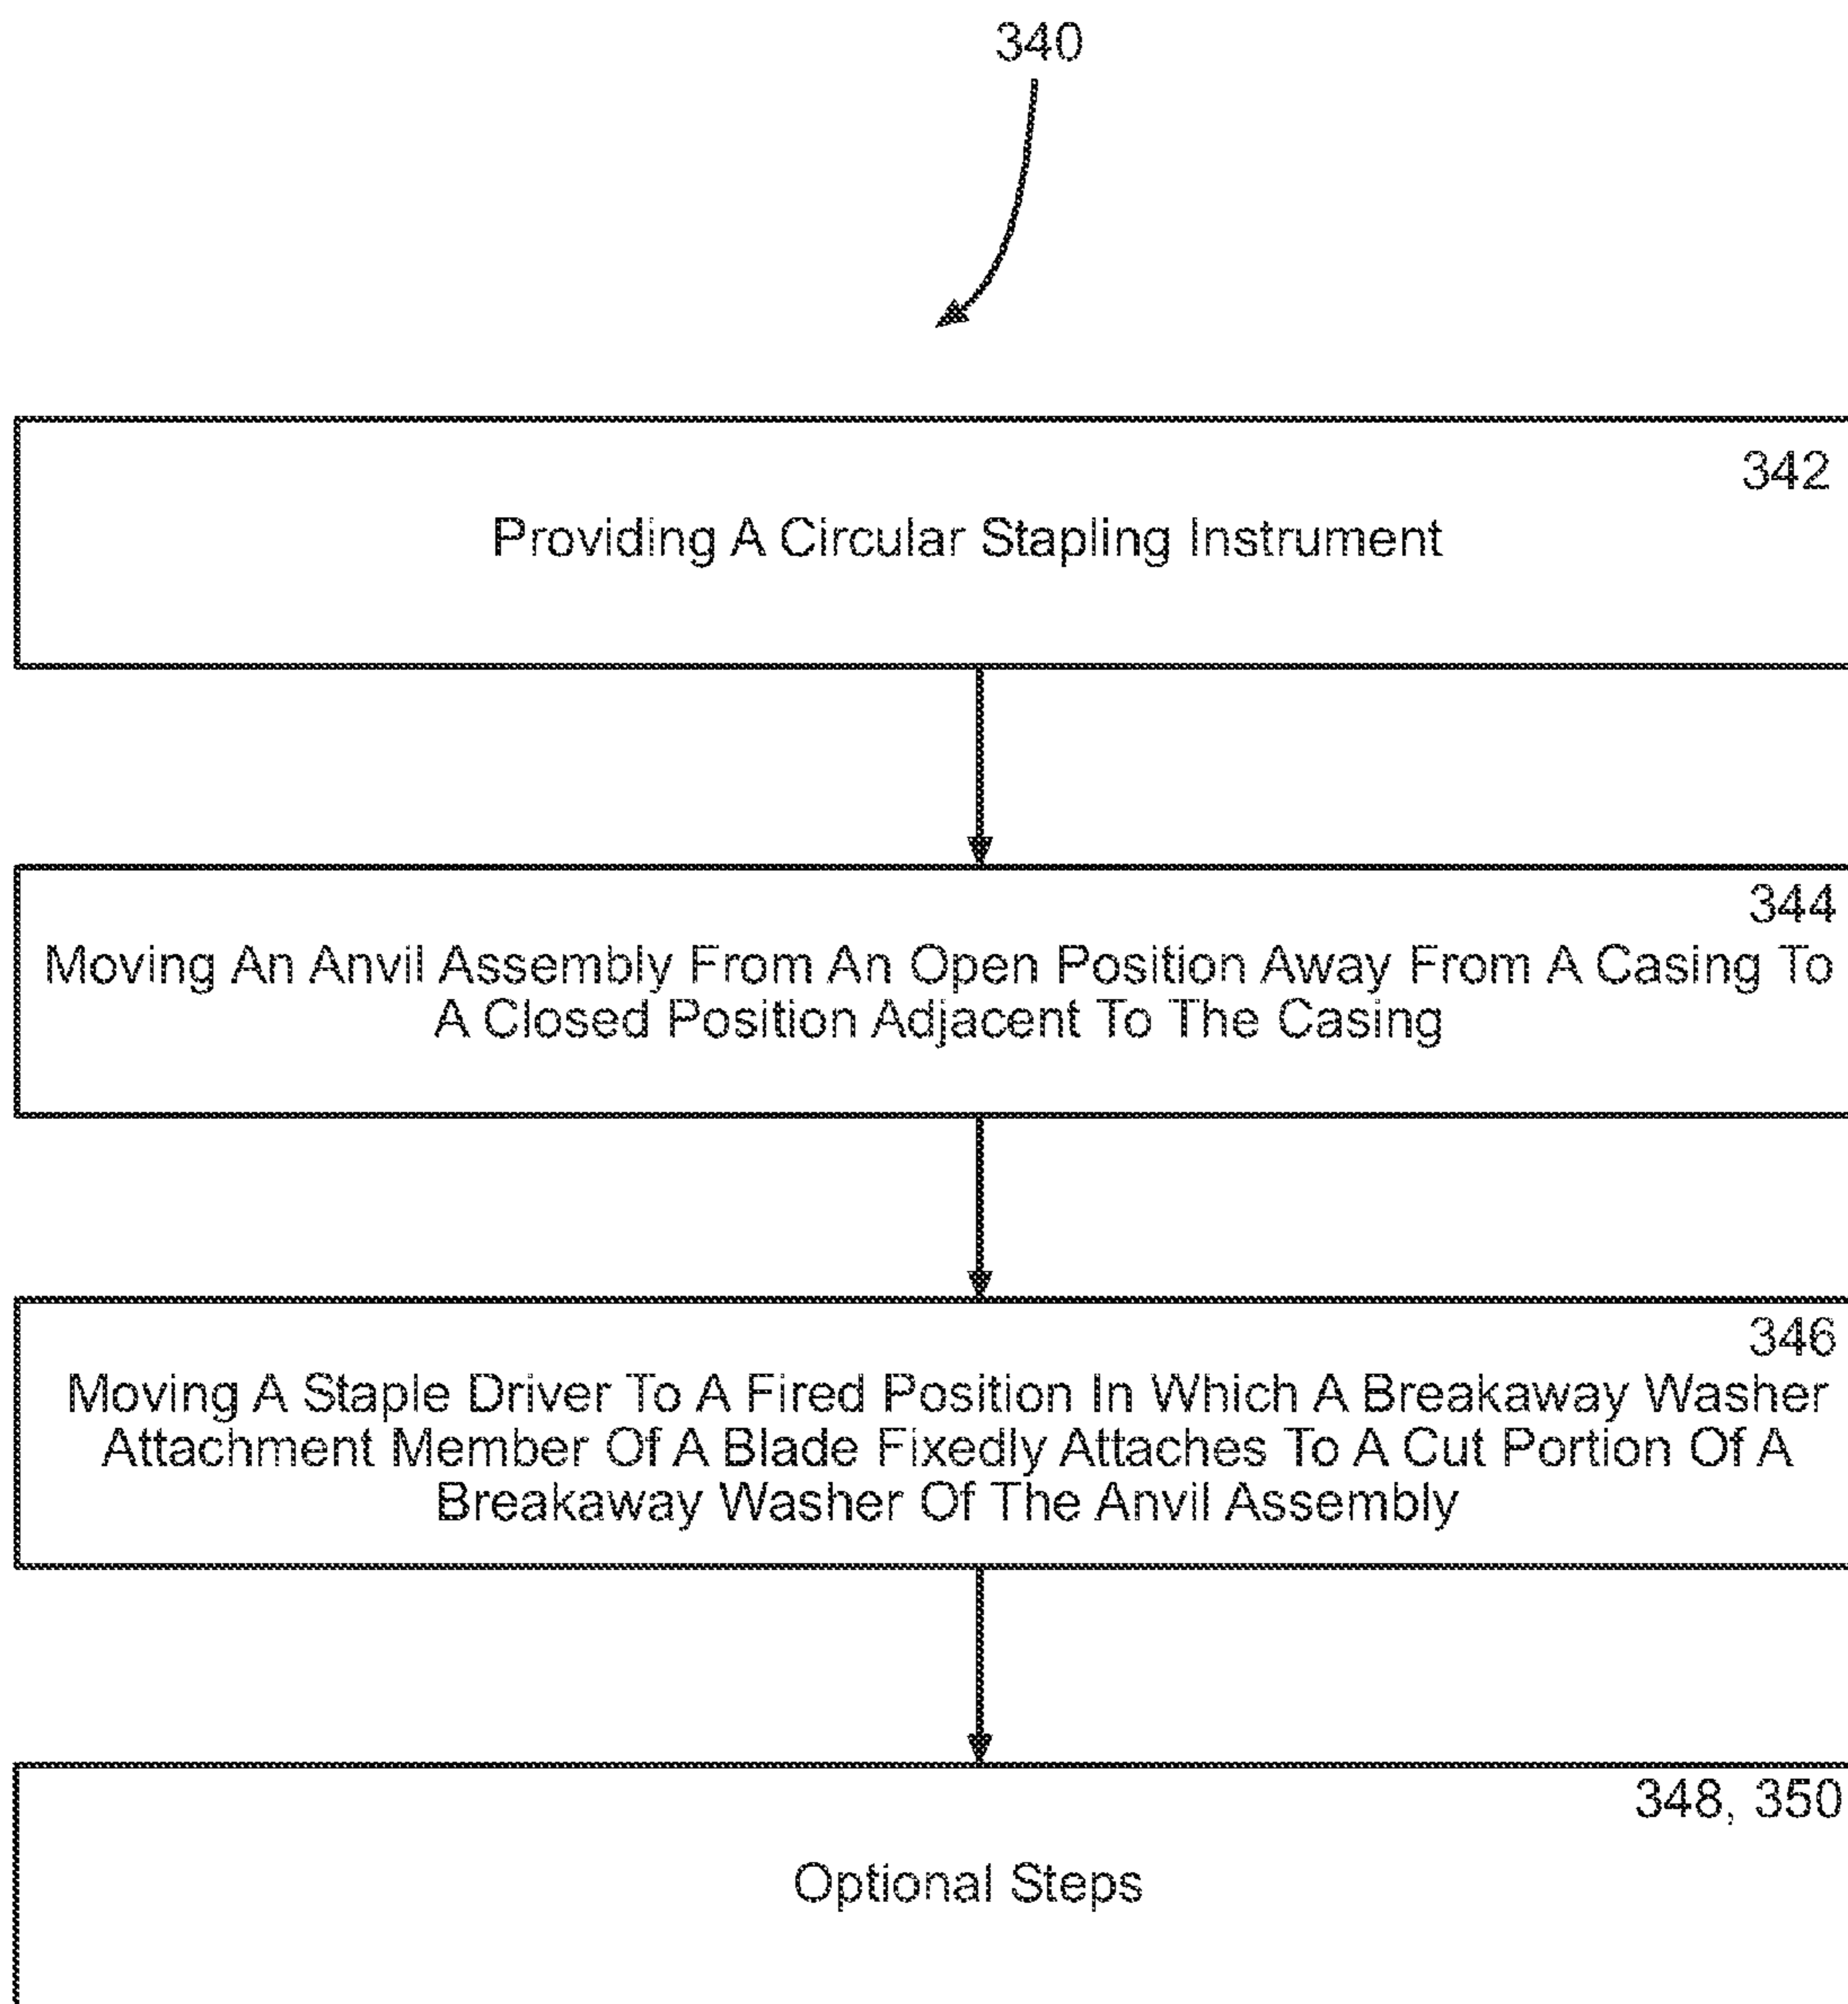 340
342
Providing A Circular Stapling Instrument
344
Moving An Anvil Assembly From An Open Position Away From A Casing To
A Closed Position Adjacent To The Casing
346
Moving A Staple Driver To A Fired Position In Which A Breakaway Washer
Attachment Member Of A Blade Fixedly Attaches To A Cut Portion Of A
Breakaway Washer Of The Anvil Assembly
348, 350
Optional Steps